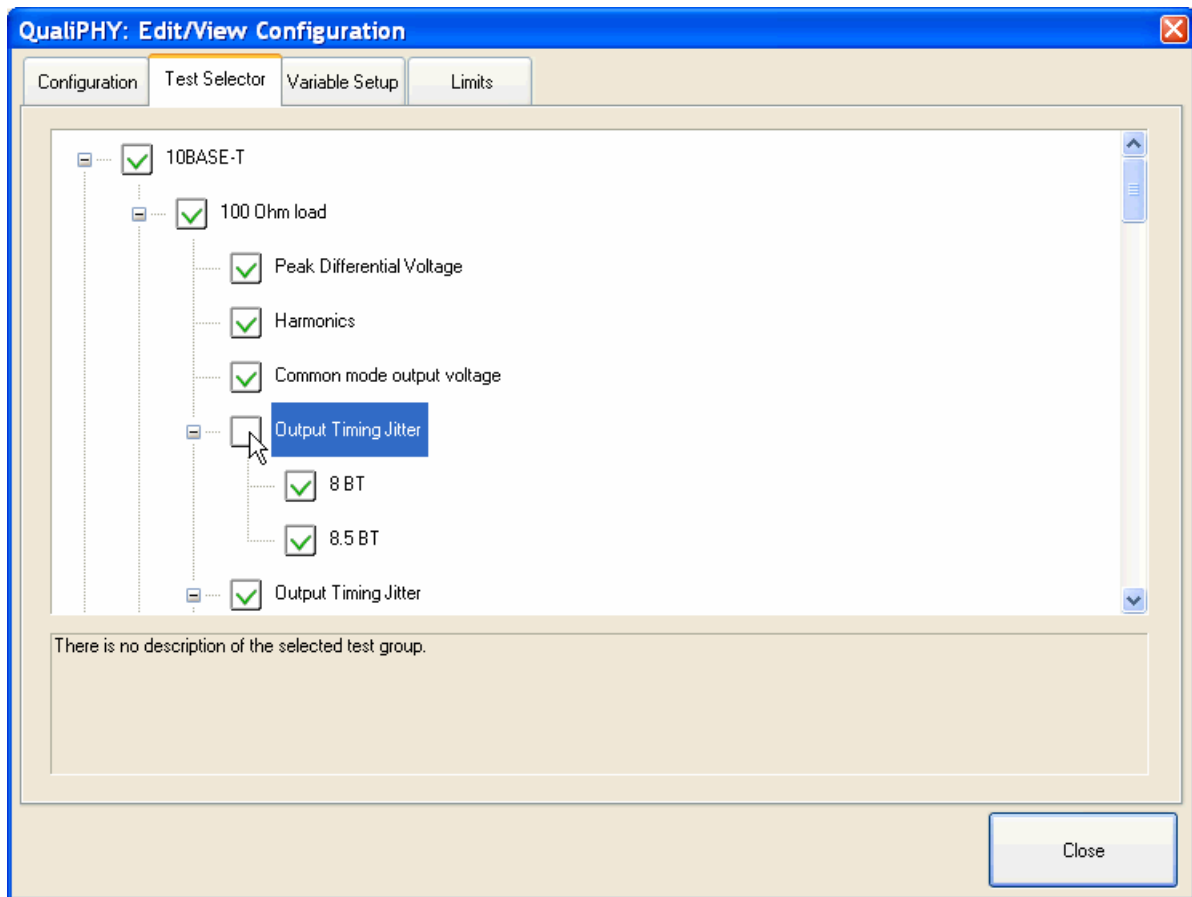 QualiPHY: Edit/View Configuration
Configuration Test Selector Variable Setup Limits
10BASE-T
100 Ohm load
Peak Differential Voltage
Harmonics
Common mode output voltage
Output Timing Jitter
8 BT
8.5 BT
Output Timing Jitter
There is no description of the selected test group.
Close